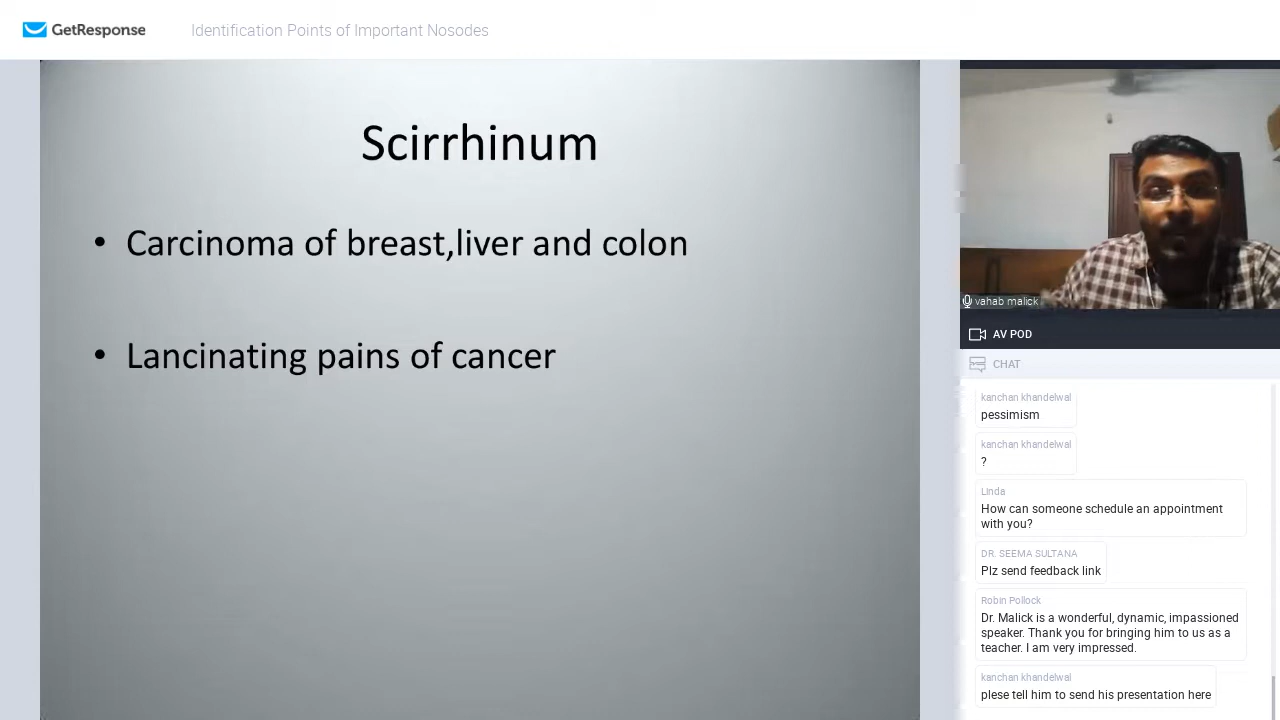 GetResponse
Identification Points of Important Nosodes
Scirrhinum
• Carcinoma of breast,liver and colon
• Lancinating pains of cancer
vahab malick
AV POD
CHAT
kanchan khandelwal
pessimism
kanchan khandelwal
?
Linda
How can someone schedule an appointment
with you?
DR. SEEMA SULTANA
Plz send feedback link
Robin Pollock
Dr. Malick is a wonderful, dynamic, impassioned
speaker. Thank you for bringing him to us as a
teacher. I am very impressed.
kanchan khandelwal
plese tell him to send his presentation here